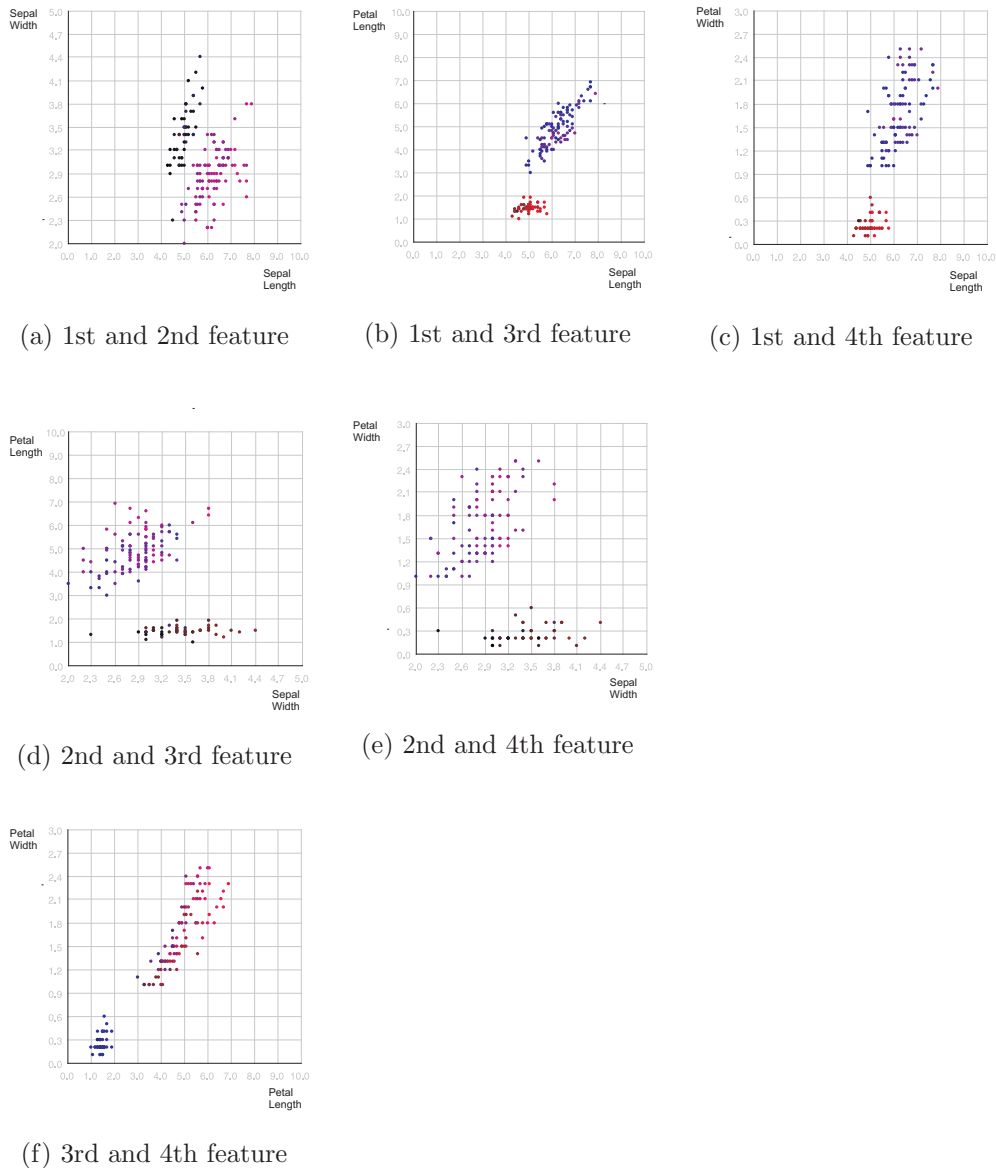 Sepal
Width
5.0
4.7
4.4
4.1
3.8
3.5
3.2
2.9
2.6
2.3
2.0
0.0 1.0 2.0 3.0 4.0 5.0 6.0 7.0 8.0 9.0 10.0
Sepal
Length
(a) 1st and 2nd feature
Petal
Length
10.0
9.0
8.0
7.0
6.0
5.0
4.0
3.0
2.0
1.0
0.0
0.0 1.0 2.0 3.0 4.0 5.0 6.0 7.0 8.0 9.0 10.0
Sepal
Length
(b) 1st and 3rd feature
Petal
Width
3.0
2.7
2.4
2.1
1.8
1.5
1.2
0.9
0.6
0.3
0.0
0.0 1.0 2.0 3.0 4.0 5.0 6.0 7.0 8.0 9.0 10.0
Sepal
Length
(c) 1st and 4th feature
Petal
Length
10.0
9.0
8.0
7.0
6.0
5.0
4.0
3.0
2.0
1.0
0.0
2.0 2.3 2.6 2.9 3.2 3.5 3.8 4.1 4.4 4.7 5.0
Sepal
Width
(d) 2nd and 3rd feature
Petal
Width
3.0
2.7
2.4
2.1
1.8
1.5
1.2
0.9
0.6
0.3
0.0
2.0 2.3 2.6 2.9 3.2 3.5 3.8 4.1 4.4 4.7 5.0
Sepal
Width
(e) 2nd and 4th feature
Petal
Width
3.0
2.7
2.4
2.1
1.8
1.5
1.2
0.9
0.6
0.3
0.0
0.0 1.0 2.0 3.0 4.0 5.0 6.0 7.0 8.0 9.0 10.0
Petal
Length
(f) 3rd and 4th feature